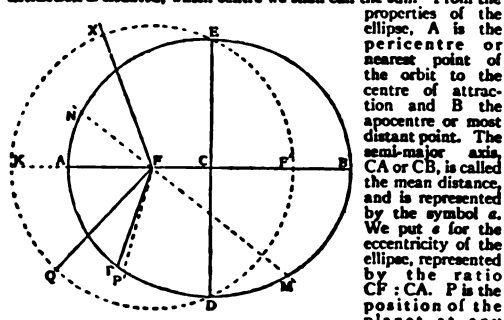 properties of the
ellipse, A is the
pericentre or
nearest point of
the orbit to the
centre of attrac-
tion and B the
apocentre or most
distant point. The
semi-major axis,
CA or CB, is called
the mean distance,
and is represented
by the symbol a.
We put e for the
eccentricity of the
ellipse, represented
by the ratio
CF : CA. P is the
position of the
X
E
N
K
A
F
C
F'
B
Q
P
D
M